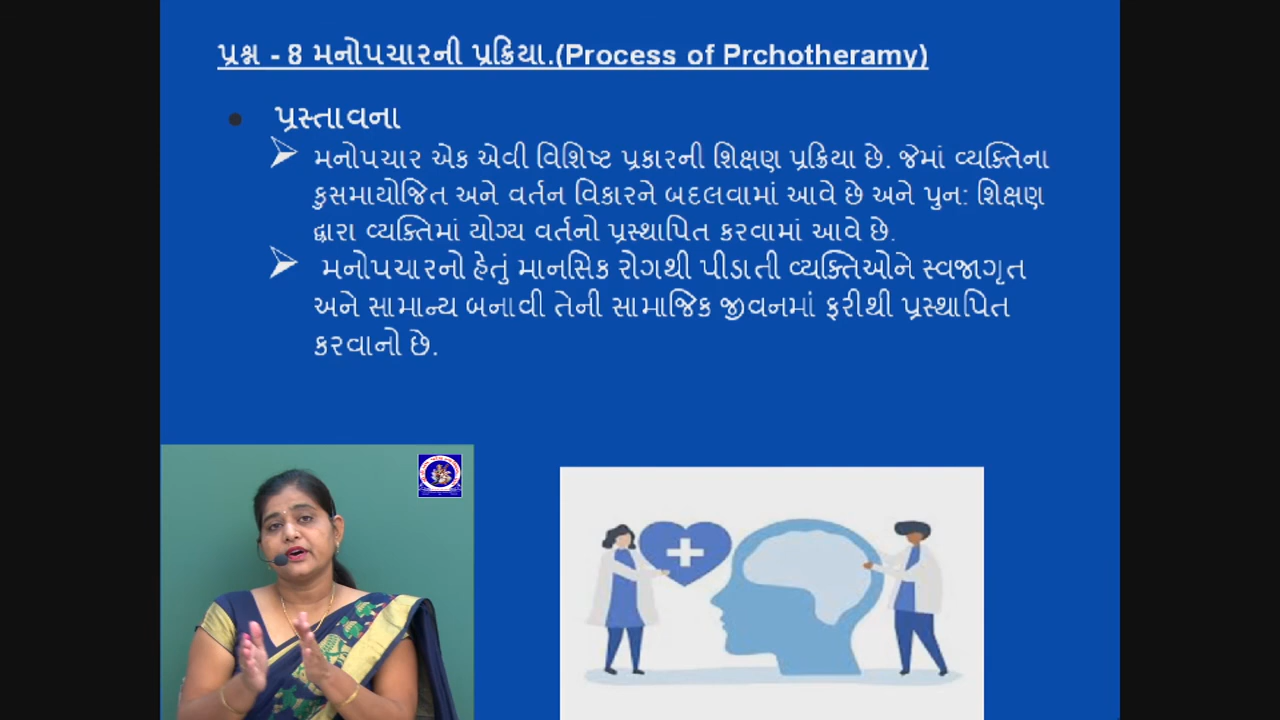 પ્રશ્ન - 8 મનોપચારની પ્રક્રિયા.(Process of Prchotheramy)
પ્રસ્તાવના
મનોપચાર એક એવી વિશિષ્ટ પ્રકારની શિક્ષણ પ્રક્રિયા છે. જેમાં વ્યક્તિના
કુસમાયોજિત અને વર્તન વિકારને બદલવામાં આવે છે અને પુન: શિક્ષણ
દ્વારા વ્યક્તિમાં યોગ્ય વર્તનો પ્રસ્થાપિત કરવામાં આવે છે.
મનોપચારનો હેતું માનસિક રોગથી પીડાતી વ્યક્તિઓને સ્વજાગૃત
અને સામાન્ય બનાવી તેની સામાજિક જીવનમાં ફરીથી પ્રસ્થાપિત
કરવાનો છે.